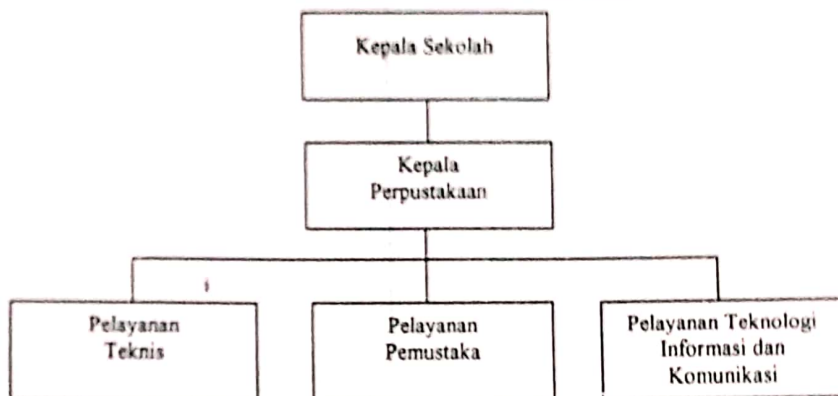 Kepala Sekolah
Kepala
Perpustakaan
Pelayanan
Teknis
Pelayanan
Pemustaka
Pelayanan Teknologi
Informasi dan
Komunikasi